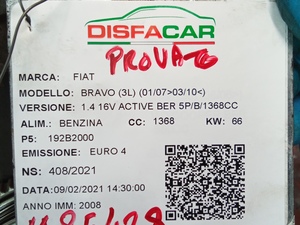 DISFACAR
PROVATO
MARCA: FIAT
MODELLO: BRAVO (3L) (01/07>03/10<)
VERSIONE: 1.4 16V ACTIVE BER 5P/B/1368CC
ALIM.: BENZINA CC: 1368 KW: 66
P5: 192B2000
EMISSIONE: EURO 4
NS: 408/2021
DATA:09/02/2021 14:30:00
ANNO IMM: 2008